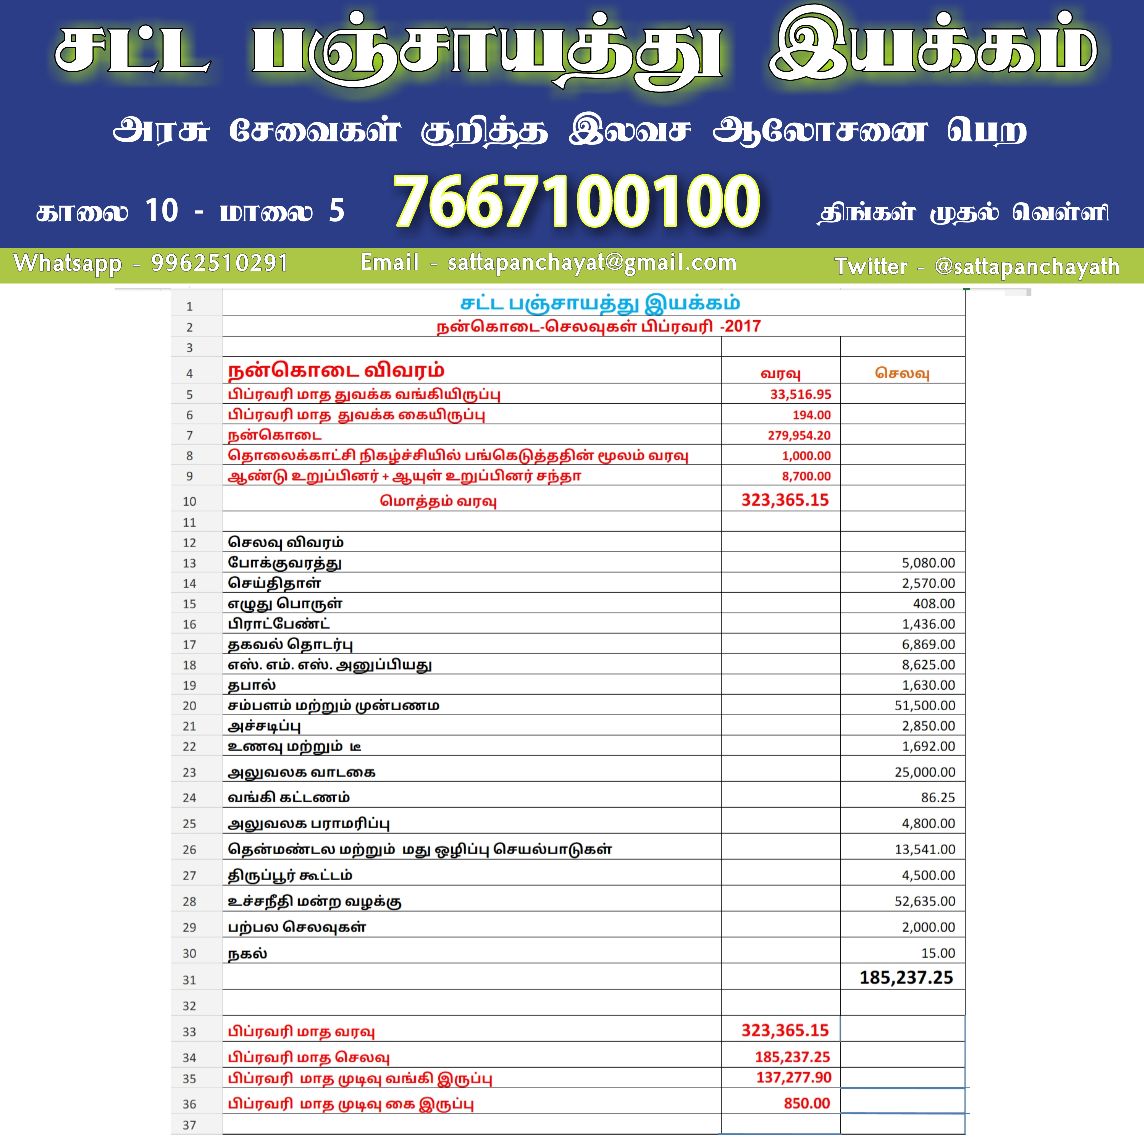 சட்ட பஞ்சாயத்து இயக்கம்
அரசு சேவைகள் குறித்த இலவச ஆலோசனை பெற
காலை 10 - மாலை 5 7667100100 திங்கள் முதல் வெள்ளி
Whatsapp - 9962510291 Email - sattapanchayat@gmail.com Twitter - @sattapanchayath
1 சட்ட பஞ்சாயத்து இயக்கம்
2 நன்கொடை-செலவுகள் பிப்ரவரி -2017
3
4 நன்கொடை விவரம் வரவு செலவு
5 பிப்ரவரி மாத துவக்க வங்கியிருப்பு 33,516.95
6 பிப்ரவரி மாத துவக்க கையிருப்பு 194.00
7 நன்கொடை 279,954.20
8 தொலைக்காட்சி நிகழ்ச்சியில் பங்கெடுத்ததின் மூலம் வரவு 1,000.00
9 ஆண்டு உறுப்பினர் + ஆயுள் உறுப்பினர் சந்தா 8,700.00
10 மொத்தம் வரவு 323,365.15
11
12 செலவு விவரம்
13 போக்குவரத்து 5,080.00
14 செய்திதாள் 2,570.00
15 எழுது பொருள் 408.00
16 பிராட்பேண்ட் 1,436.00
17 தகவல் தொடர்பு 6,869.00
18 எஸ். எம். எஸ். அனுப்பியது 8,625.00
19 தபால் 1,630.00
20 சம்பளம் மற்றும் முன்பணம 51,500.00
21 அச்சடிப்பு 2,850.00
22 உணவு மற்றும் டீ 1,692.00
23 அலுவலக வாடகை 25,000.00
24 வங்கி கட்டணம் 86.25
25 அலுவலக பராமரிப்பு 4,800.00
26 தென்மண்டல மற்றும் மது ஒழிப்பு செயல்பாடுகள் 13,541.00
27 திருப்பூர் கூட்டம் 4,500.00
28 உச்சநீதி மன்ற வழக்கு 52,635.00
29 பற்பல செலவுகள் 2,000.00
30 நகல் 15.00
31 185,237.25
32
33 பிப்ரவரி மாத வரவு 323,365.15
34 பிப்ரவரி மாத செலவு 185,237.25
35 பிப்ரவரி மாத முடிவு வங்கி இருப்பு 137,277.90
36 பிப்ரவரி மாத முடிவு கை இருப்பு 850.00
37